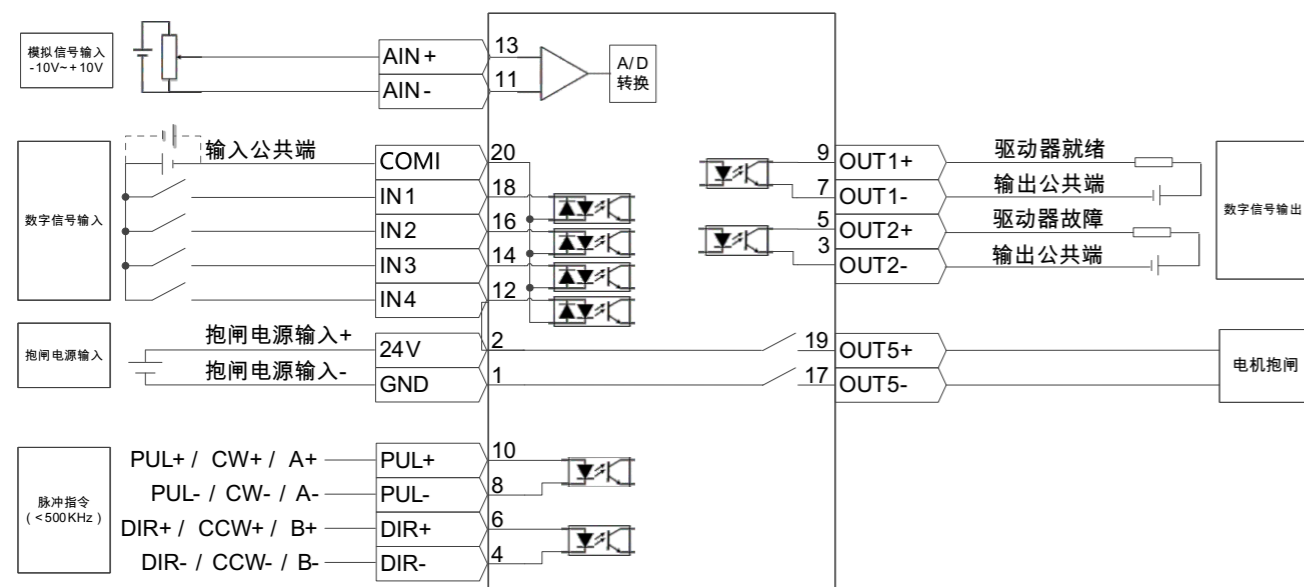 模拟信号输入
-10V~+10V
AIN+
13
AIN-
11
A/D
转换
数字信号输入
输入公共端
COMI
20
IN1
18
IN2
16
IN3
14
IN4
12
抱闸电源输入
抱闸电源输入+
24V
2
抱闸电源输入-
GND
1
脉冲指令
(<500KHz)
PUL+ / CW+ / A+
PUL+
10
PUL- / CW- / A-
PUL-
8
DIR+ / CCW+ / B+
DIR+
6
DIR- / CCW- / B-
DIR-
4
9
OUT1+
驱动器就绪
7
OUT1-
输出公共端
5
OUT2+
驱动器故障
3
OUT2-
输出公共端
数字信号输出
19
OUT5+
17
OUT5-
电机抱闸